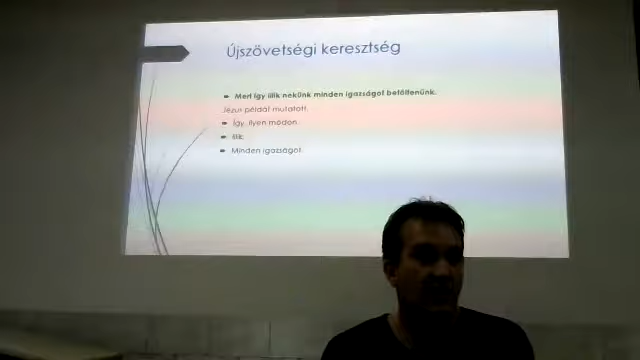 Újszövetségi keresztség
Mert így illik nekünk minden igazságot betöltenünk.
Jézus példát mutatott.
Így, ilyen módon.
Illik.
Minden igazságot.